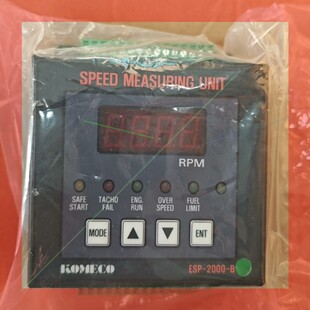 SPEED MEASURING UNIT
RPM
SAFE START
TACHO FAIL
ENG. RUN
OVER SPEED
FUEL LIMIT
MODE
ENT
KOMECO
ESP-2000-B